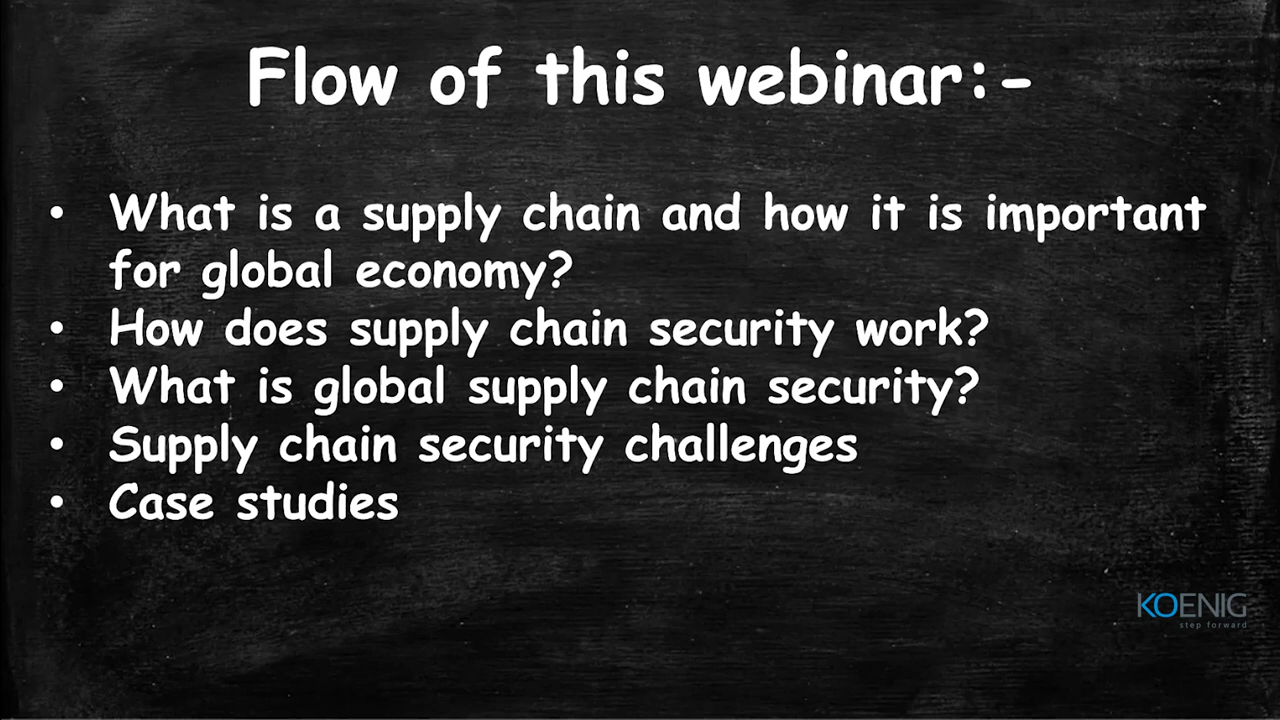 Flow of this webinar:-
• What is a supply chain and how it is important
for global economy?
• How does supply chain security work?
• What is global supply chain security?
• Supply chain security challenges
• Case studies
KOENIG
step forward